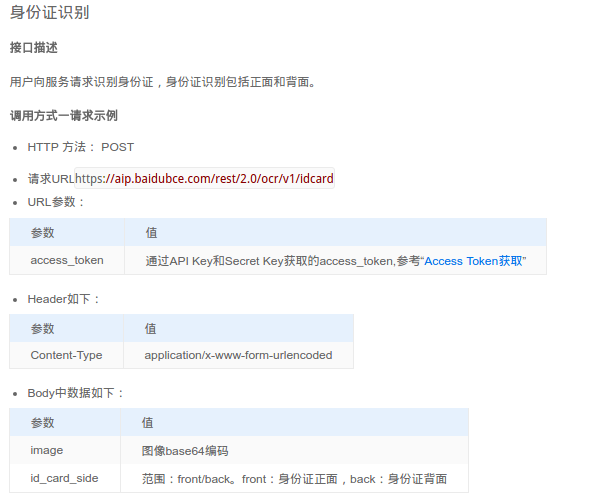 身份证识别
接口描述
用户向服务请求识别身份证，身份证识别包括正面和背面。
调用方式一请求示例
HTTP 方法： POST
请求URLhttps://aip.baidubce.com/rest/2.0/ocr/v1/idcard
URL参数：
参数 值
access_token 通过API Key和Secret Key获取的access_token,参考“Access Token获取”
Header如下：
参数 值
Content-Type application/x-www-form-urlencoded
Body中数据如下：
参数 值
image 图像base64编码
id_card_side 范围：front/back。front：身份证正面，back：身份证背面